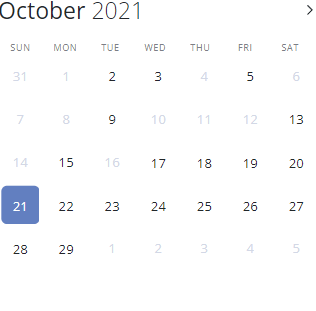 October 2021
SUN MON TUE WED THU FRI SAT
31 1 2 3 4 5 6
7 8 9 10 11 12 13
14 15 16 17 18 19 20
21 22 23 24 25 26 27
28 29 1 2 3 4 5